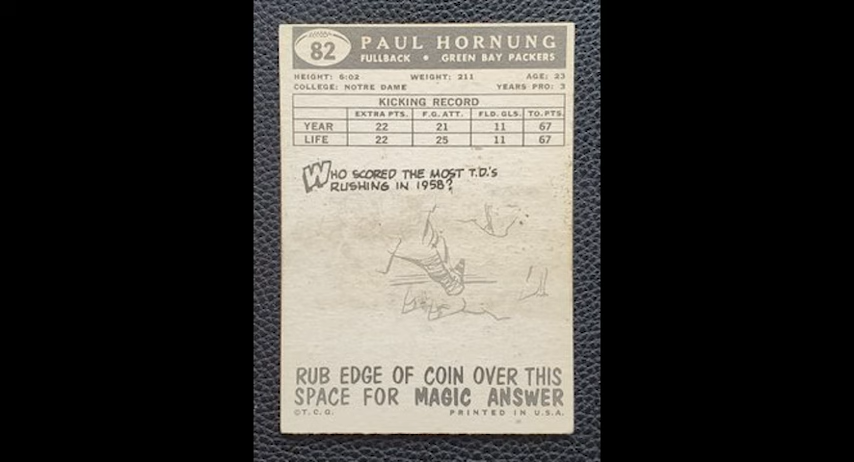 82 PAUL HORNUNG
FULLBACK • GREEN BAY PACKERS
HEIGHT: 6:02 WEIGHT: 211 AGE: 23
COLLEGE: NOTRE DAME YEARS PRO: 3
KICKING RECORD
EXTRA PTS. F.G. ATT. FLD. GLS. TO. PTS.
YEAR 22 21 11 67
LIFE 22 25 11 67
WHO SCORED THE MOST T.D.'S
RUSHING IN 1958?
RUB EDGE OF COIN OVER THIS
SPACE FOR MAGIC ANSWER
©T.C.G. PRINTED IN U.S.A.